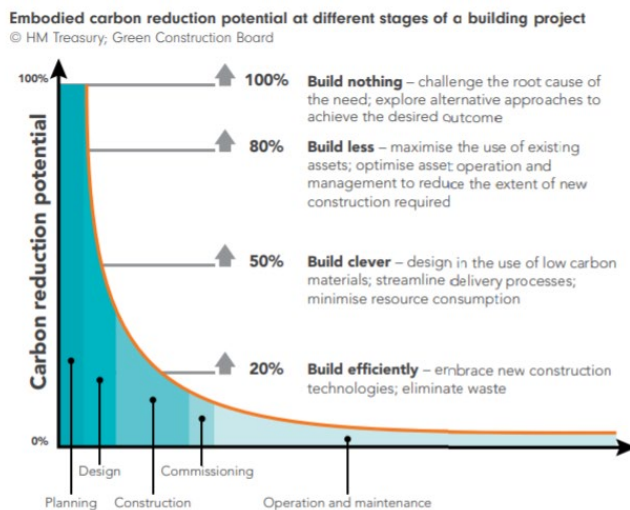 Embodied carbon reduction potential at different stages of a building project
© HM Treasury; Green Construction Board
100%
Carbon reduction potential
0%
100%
Build nothing – challenge the root cause of
the need; explore alternative approaches to
achieve the desired outcome
80%
Build less – maximise the use of existing
assets; optimise asset operation and
management to reduce the extent of new
construction required
50%
Build clever – design in the use of low carbon
materials; streamline delivery processes;
minimise resource consumption
20%
Build efficiently – embrace new construction
technologies; eliminate waste
Design
Commissioning
Planning
Construction
Operation and maintenance